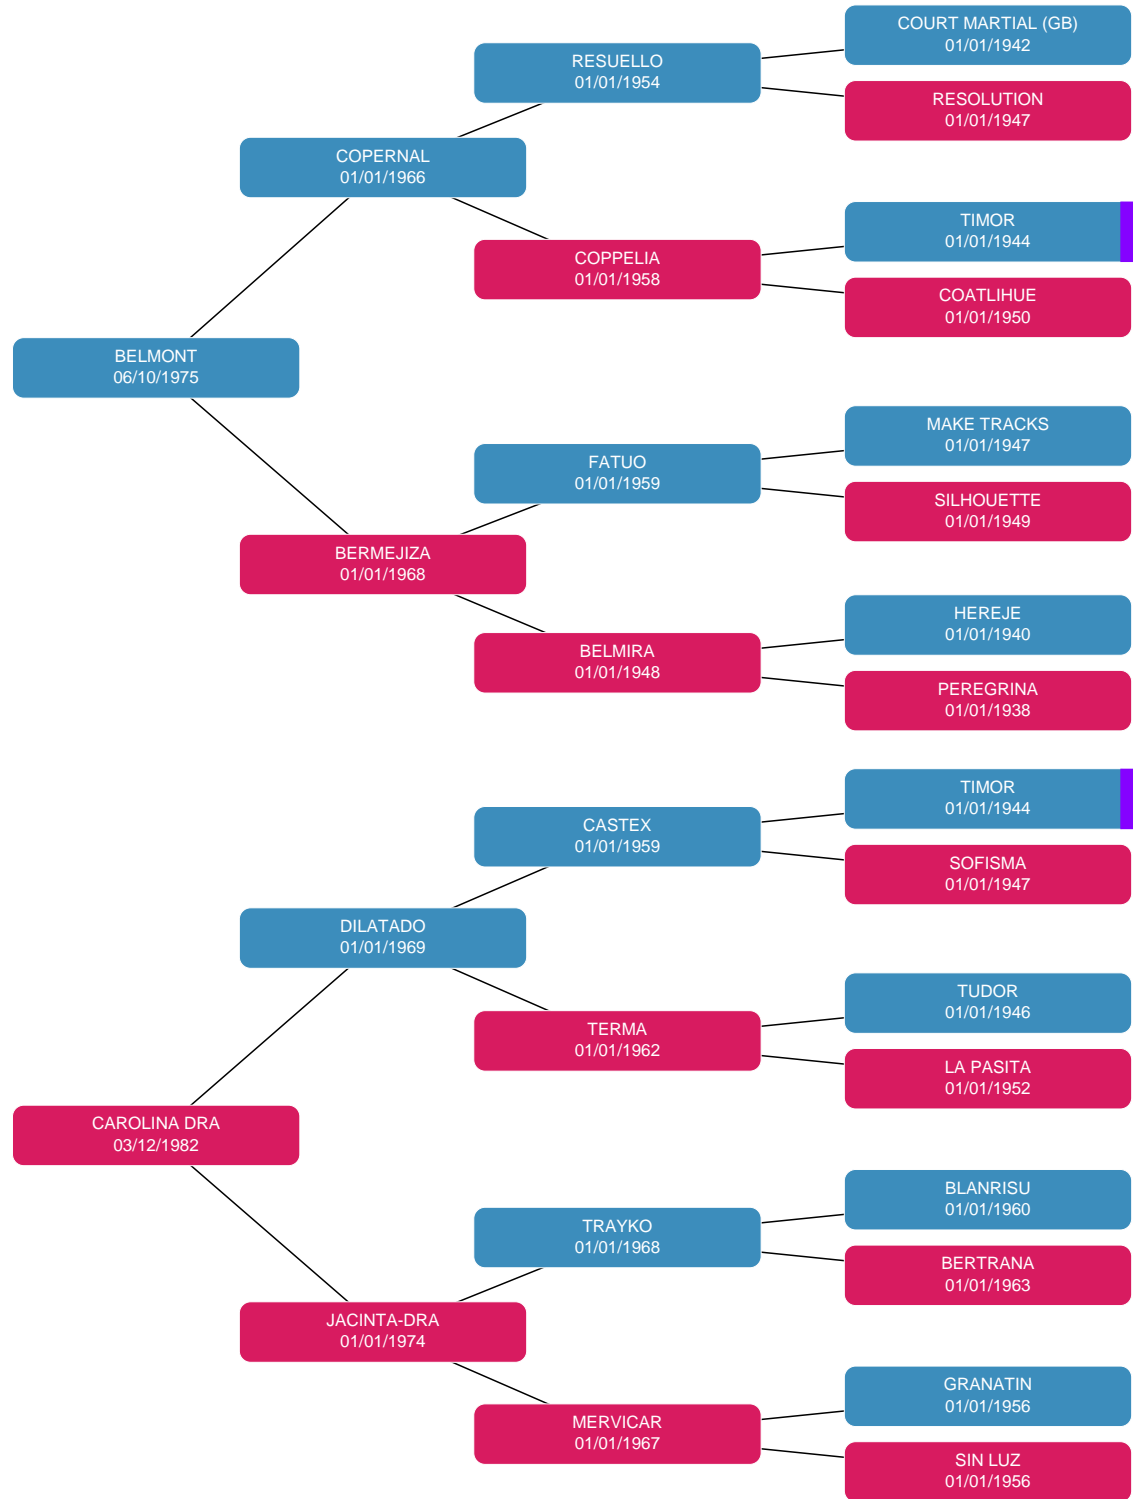 COURT MARTIAL (GB)
01/01/1942
RESUELLO
01/01/1954
RESOLUTION
01/01/1947
COPERNAL
01/01/1966
TIMOR
01/01/1944
COPPELIA
01/01/1958
COATLIHUE
01/01/1950
BELMONT
06/10/1975
MAKE TRACKS
01/01/1947
FATUO
01/01/1959
SILHOUETTE
01/01/1949
BERMEJIZA
01/01/1968
HEREJE
01/01/1940
BELMIRA
01/01/1948
PEREGRINA
01/01/1938
TIMOR
01/01/1944
CASTEX
01/01/1959
SOFISMA
01/01/1947
DILATADO
01/01/1969
TUDOR
01/01/1946
TERMA
01/01/1962
LA PASITA
01/01/1952
CAROLINA DRA
03/12/1982
BLANRISU
01/01/1960
TRAYKO
01/01/1968
BERTRANA
01/01/1963
JACINTA-DRA
01/01/1974
GRANATIN
01/01/1956
MERVICAR
01/01/1967
SIN LUZ
01/01/1956